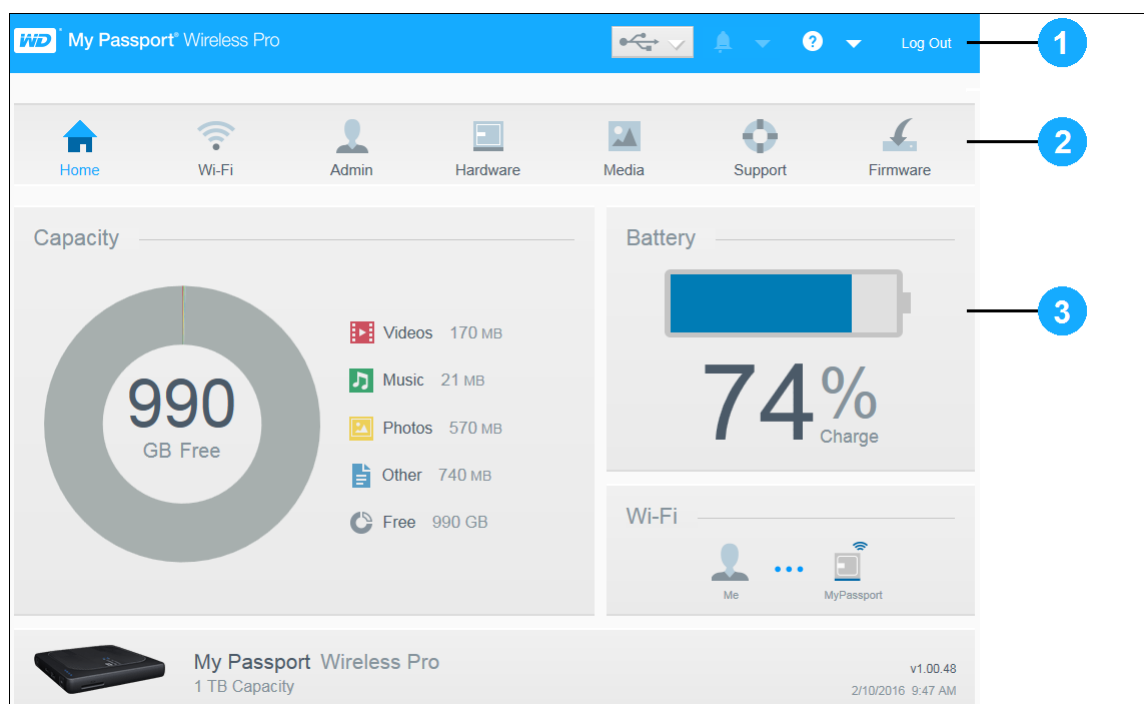 WD My Passport® Wireless Pro
? Log Out 1
Home Wi-Fi Admin Hardware Media Support Firmware 2
Capacity
990
GB Free
Videos 170 MB
Music 21 MB
Photos 570 MB
Other 740 MB
Free 990 GB
Battery
3
74%
Charge
Wi-Fi
Me MyPassport
My Passport Wireless Pro
1 TB Capacity
v1.00.48
2/10/2016 9:47 AM